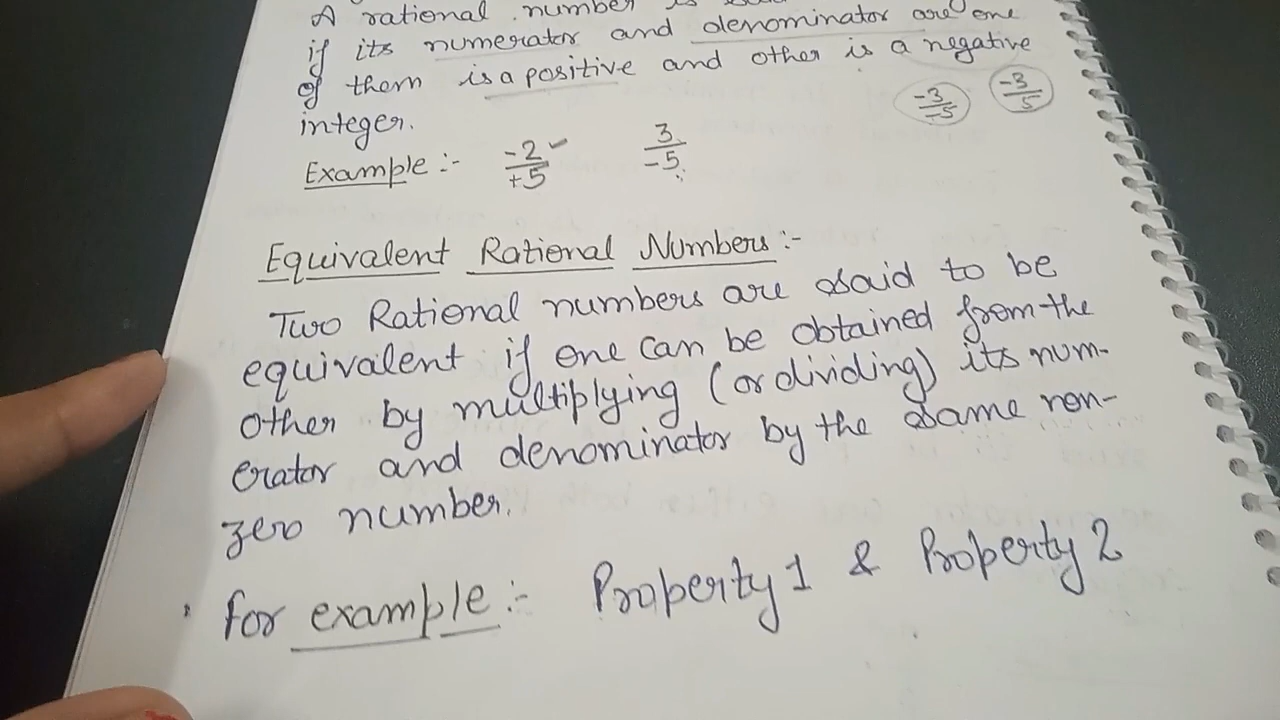 A rational number is
if its numerator and denominator are one
of them is a positive and other is a negative
integer.
-3/-5 -3/5
Example :- -2/+5 3/-5
Equivalent Rational Numbers :-
Two Rational numbers are said to be
equivalent if one can be obtained from the
other by multiplying (or dividing) its num-
erator and denominator by the same non-
zero number.
For example :- Property 1 & Property 2